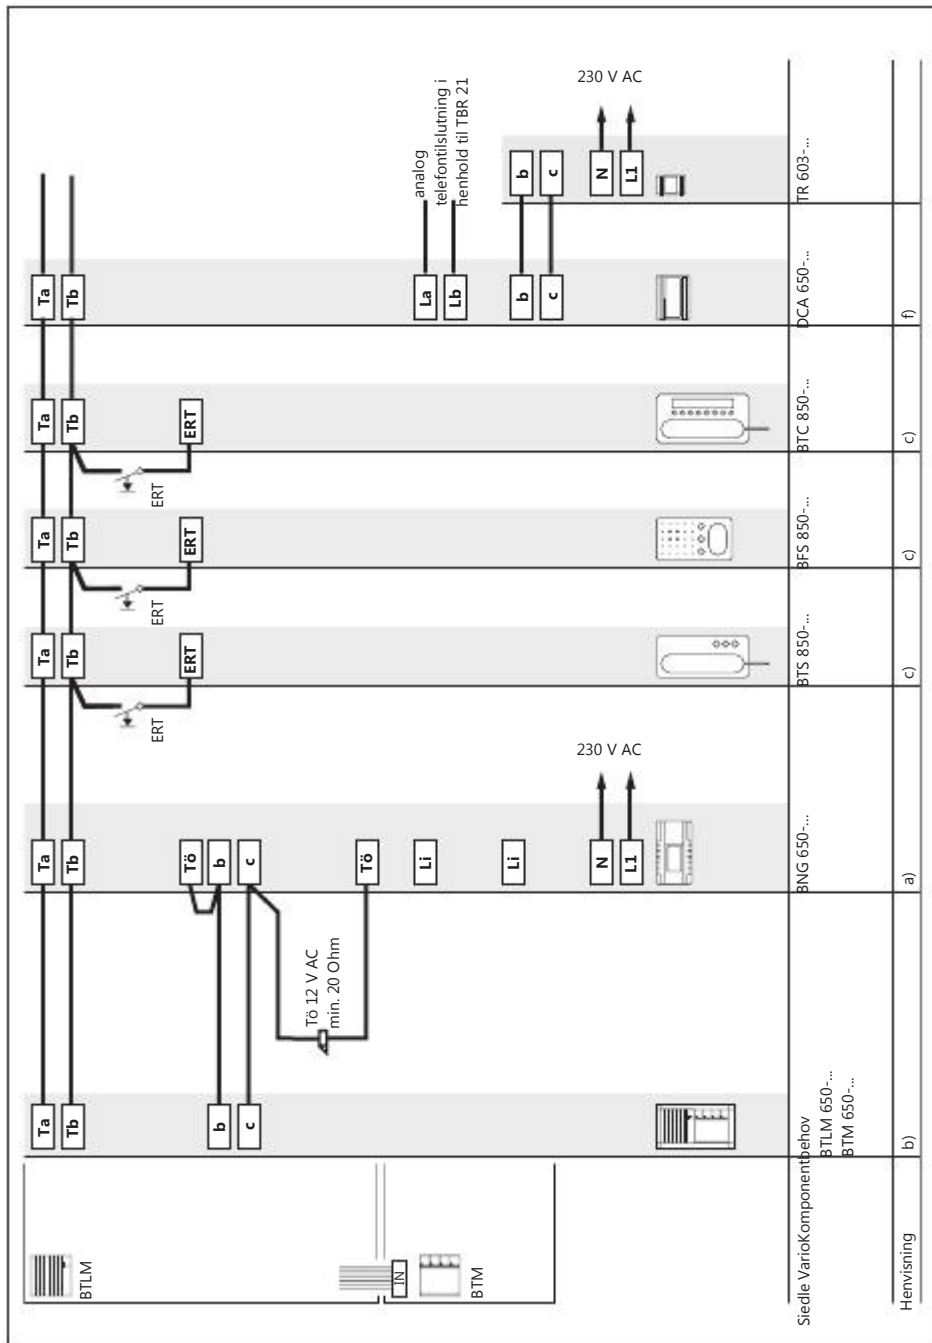 BTLM
IN
BTM
Siedle Vario
Komponentbehov
Henvisning
Ta
Tb
b
c
BTLM 650-...
BTM 650-...
b)
Tö 12 V AC
min. 20 Ohm
Ta
Tb
Tö
b
c
Tö
Li
Li
N
L1
230 V AC
BNG 650-...
a)
Ta
Tb
ERT
ERT
BTS 850-...
c)
Ta
Tb
ERT
ERT
BFS 850-...
c)
Ta
Tb
ERT
ERT
BTC 850-...
c)
Ta
Tb
La
Lb
b
c
analog
telefontilslutning i
henhold til TBR 21
DCA 650-...
f)
b
c
N
L1
230 V AC
TR 603-...